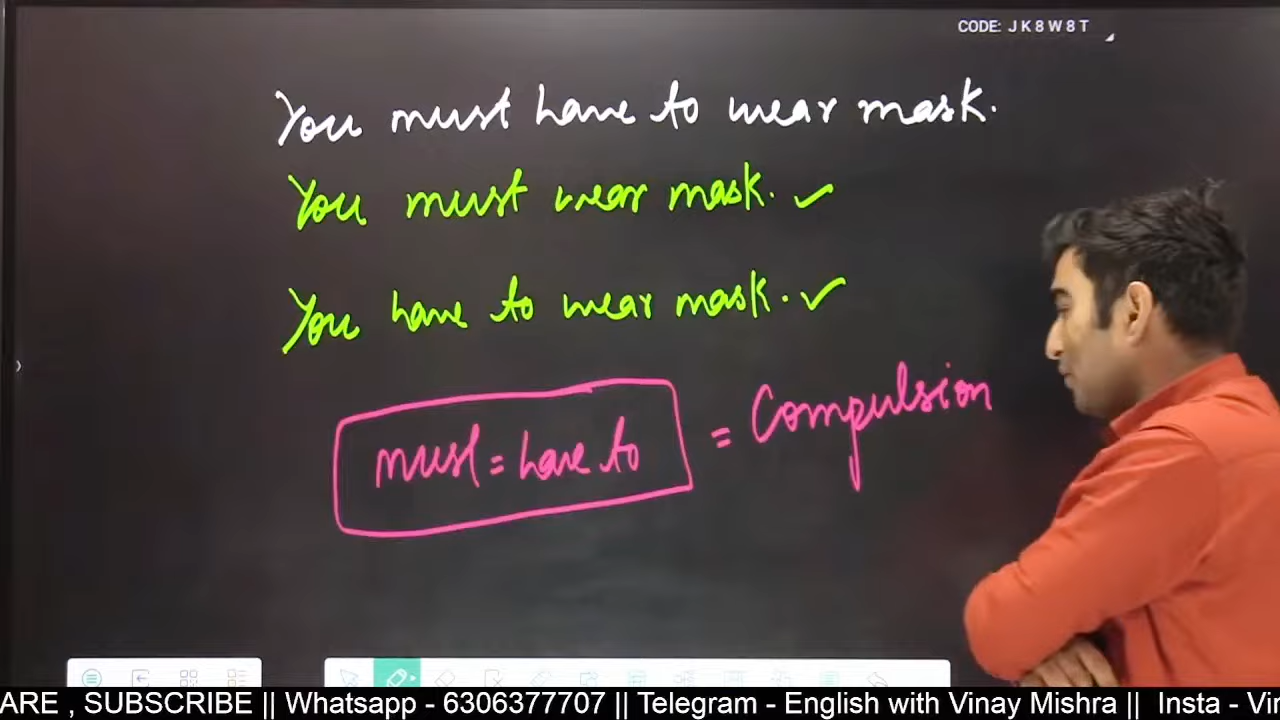 CODE: JK8W8T
You must have to wear mask.
You must wear mask. ✓
You have to wear mask. ✓
must = have to = Compulsion
ARE , SUBSCRIBE || Whatsapp - 6306377707 || Telegram - English with Vinay Mishra || Insta - Vi